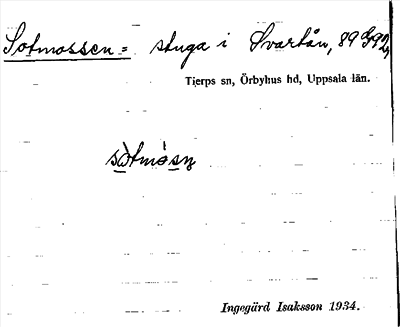 Sotmossen = stuga i Svartån, 89
Tierps sn, Örbyhus hd, Uppsala län.
Ingegärd Isaksson 1934.